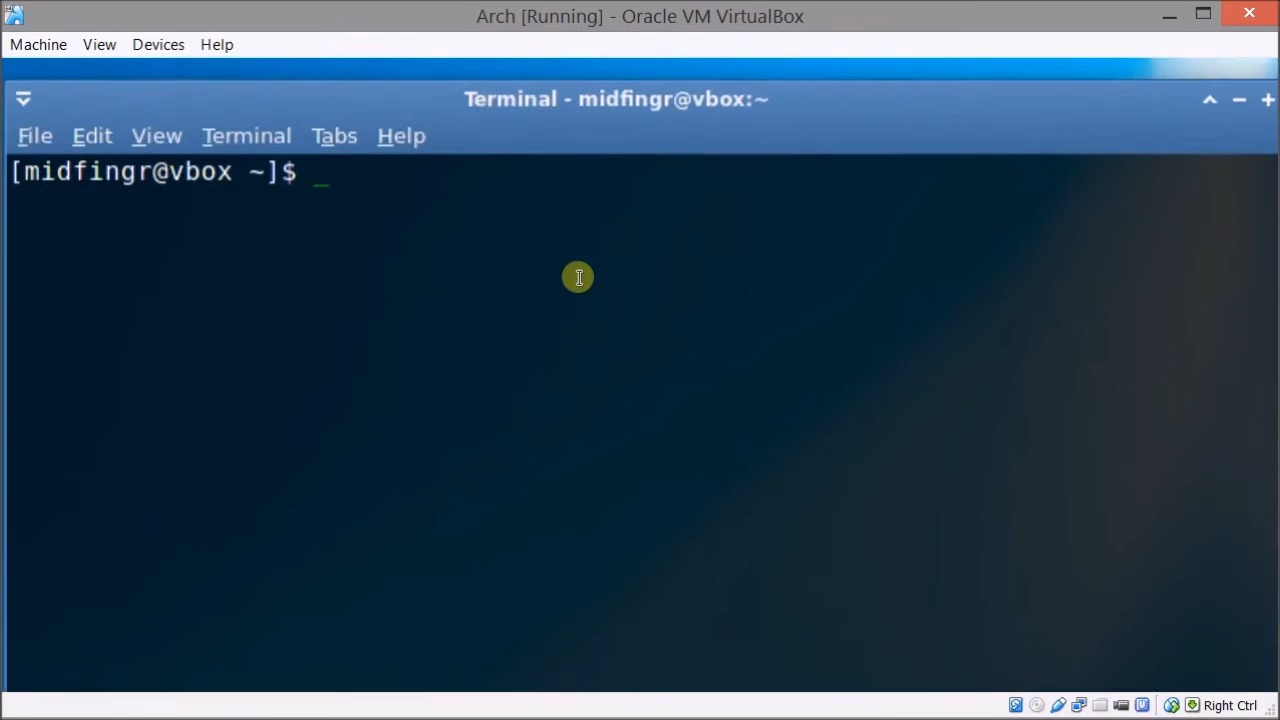 Arch [Running] - Oracle VM VirtualBox
Machine View Devices Help
Terminal - midfingr@vbox:~
File Edit View Terminal Tabs Help
[midfingr@vbox ~]$ _
Right Ctrl